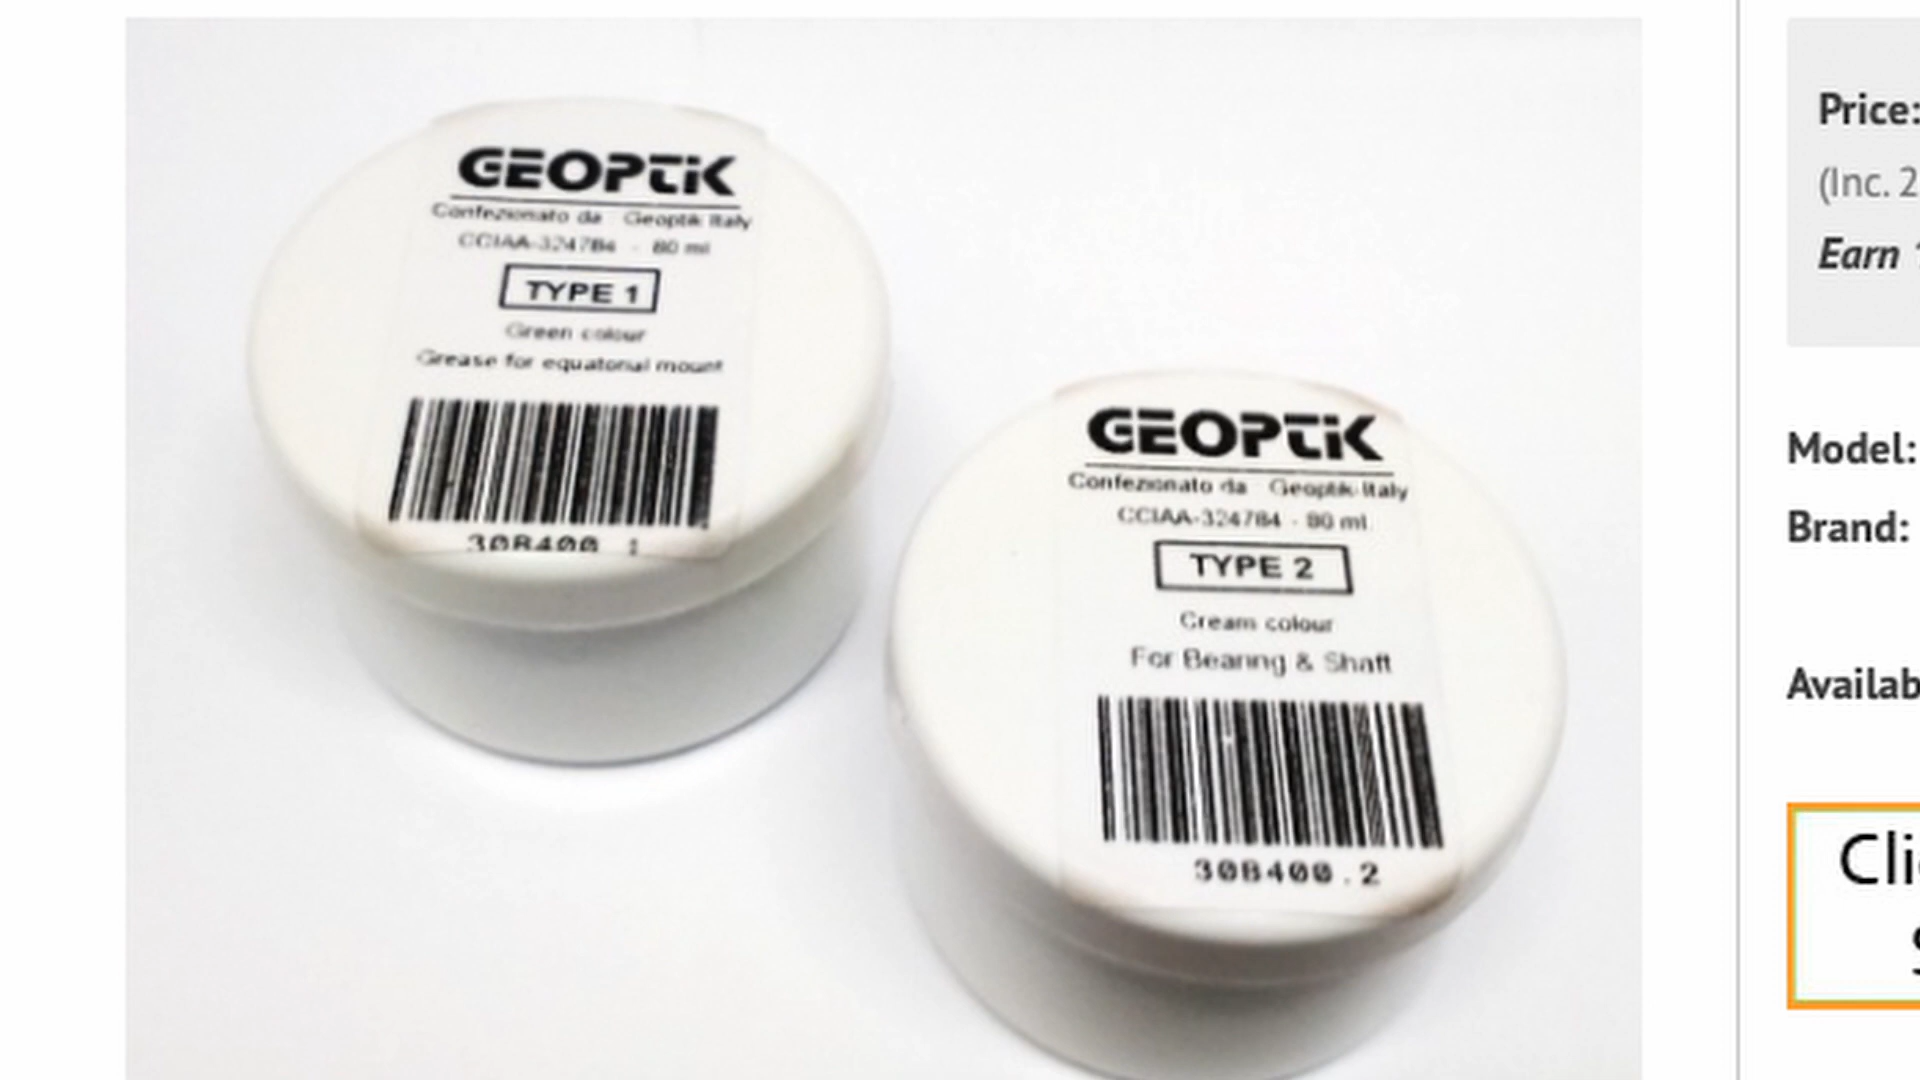 GEOPTIK
Confezionato da Geoptik Italy
CCIAA-324784 - 80 ml
TYPE 1
Green colour
Grease for equatorial mount
30B400 1
GEOPTIK
Confezionato da Geoptik Italy
CCIAA-324784 - 80 ml
TYPE 2
Cream colour
For Bearing & Shaft
30B400.2
Price:
(Inc. 2
Earn
Model:
Brand:
Availab
Cli